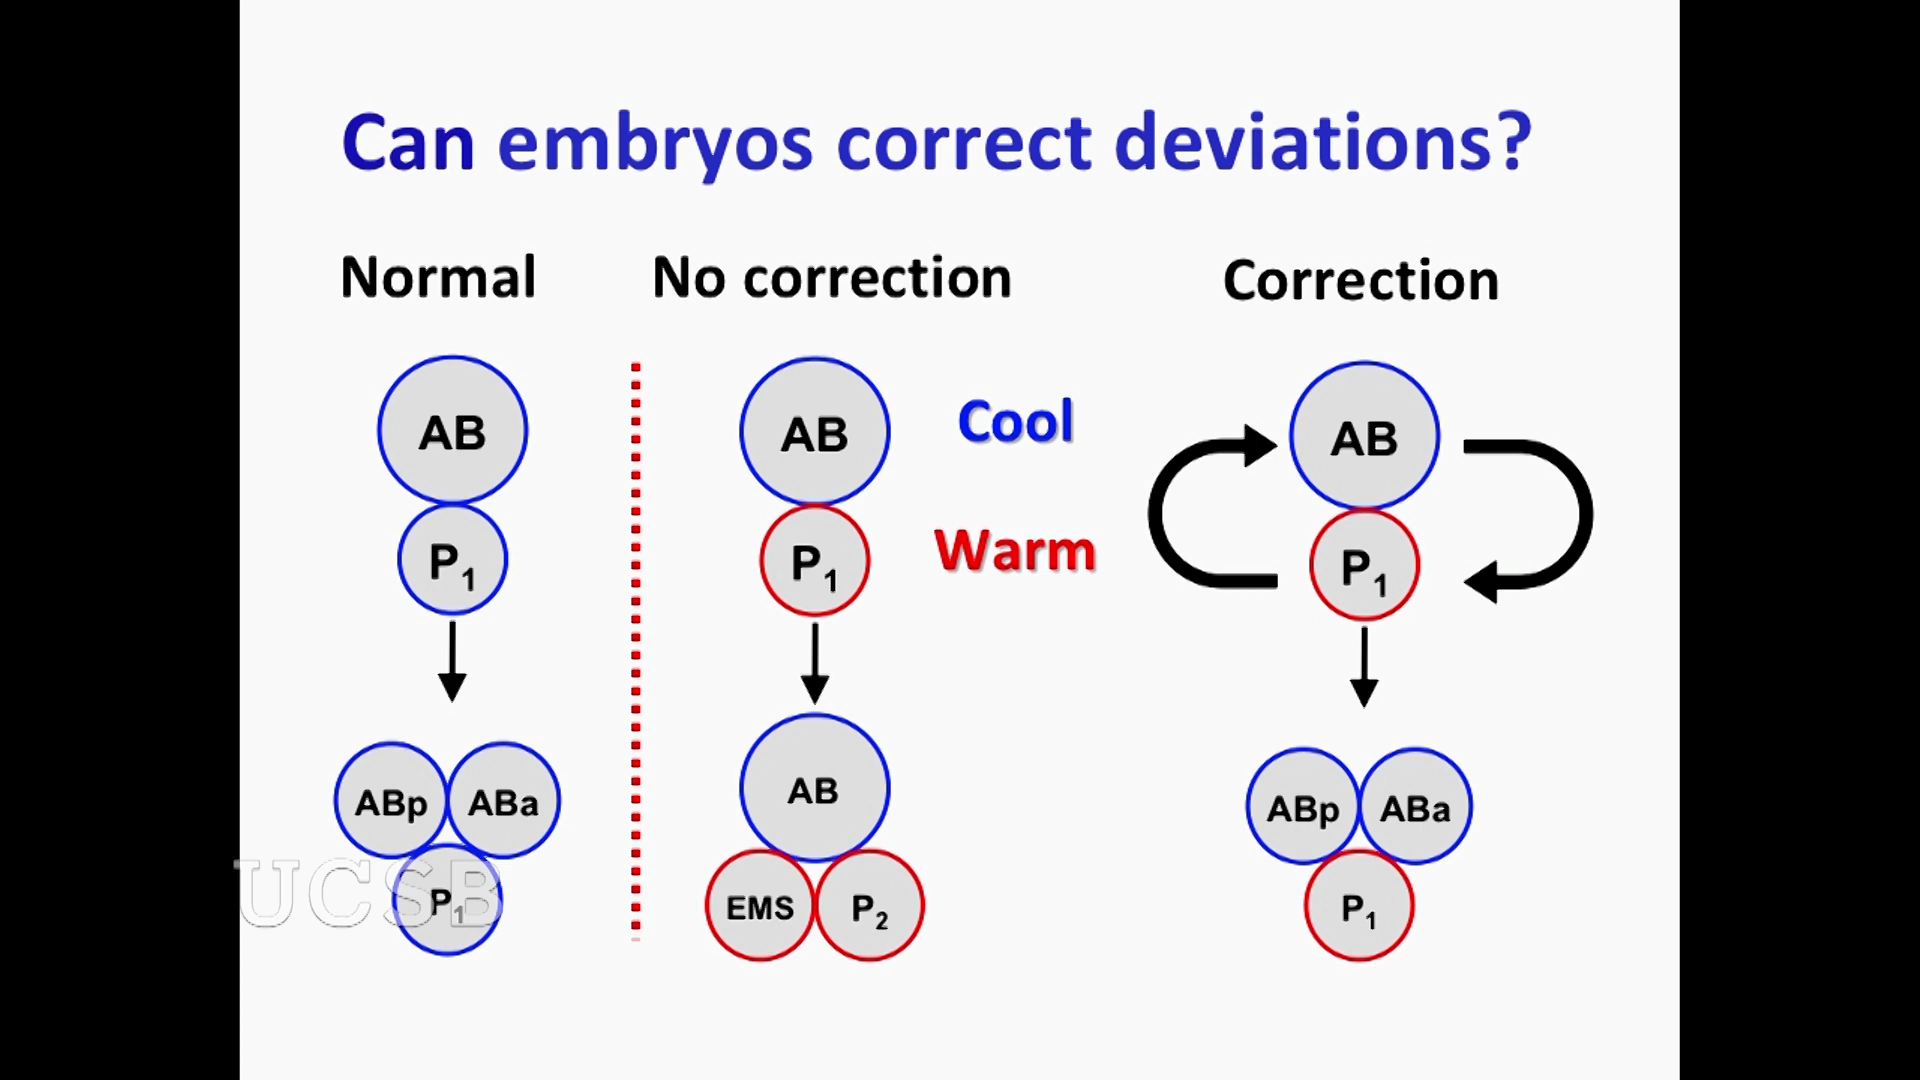 Can embryos correct deviations?
Normal
No correction
Correction
AB
P1
ABp ABa
P1
AB
Cool
P1
Warm
AB
EMS P2
AB
P1
ABp ABa
P1
UCSB